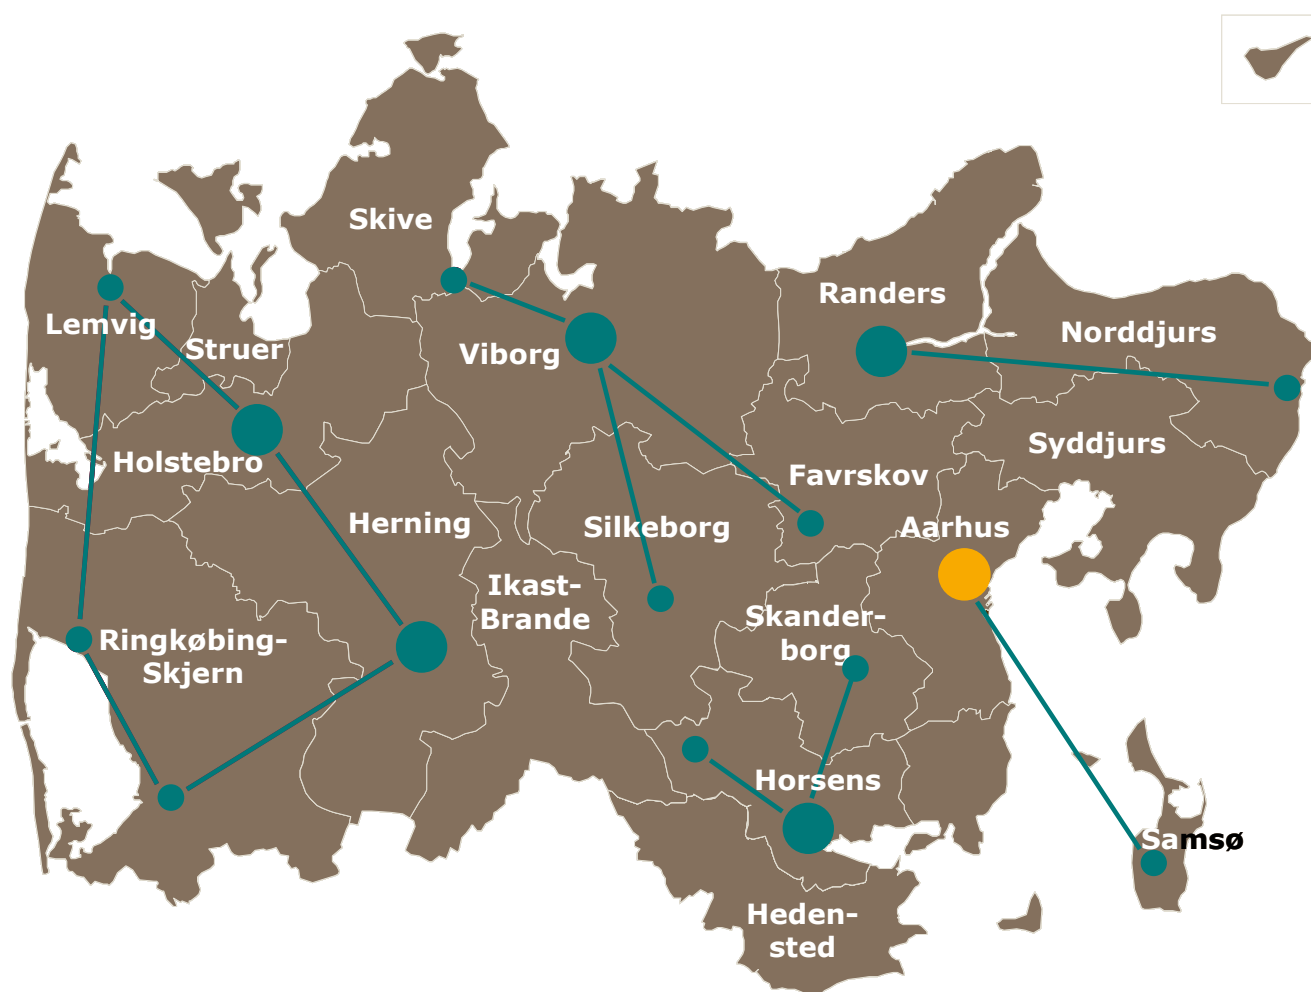 Skive
Randers
Lemvig
Norddjurs
Struer
Viborg
Syddjurs
Holstebro
Favrskov
Herning
Silkeborg
Aarhus
Ikast-
Brande
Skander-
borg
Ringkøbing-
Skjern
Horsens
Samsø
Heden-
sted